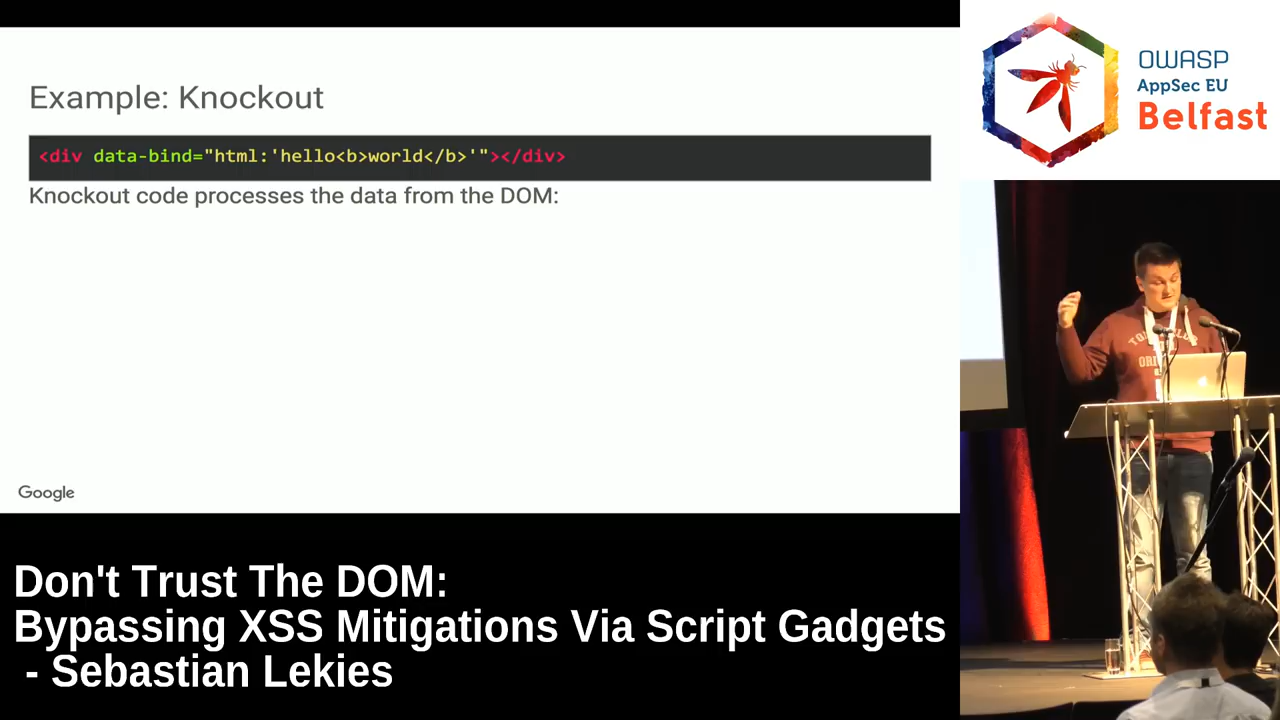 Example: Knockout
<div data-bind="html:'hello<b>world</b>'"></div>
Knockout code processes the data from the DOM:
Google
OWASP
AppSec EU
Belfast
Don't Trust The DOM:
Bypassing XSS Mitigations Via Script Gadgets
- Sebastian Lekies